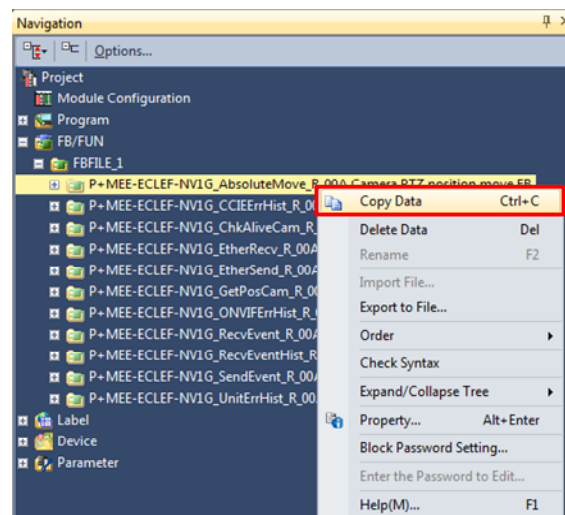 Navigation
Options...
Project
Module Configuration
Program
FB/FUN
FBFILE_1
P+MEE-ECLEF-NV1G_AbsoluteMove_R_00A Camera PTZ position move FB
P+MEE-ECLEF-NV1G_CCIEErrHist_R_00
P+MEE-ECLEF-NV1G_ChkAliveCam_R_
P+MEE-ECLEF-NV1G_EtherRecv_R_00A
P+MEE-ECLEF-NV1G_EtherSend_R_00A
P+MEE-ECLEF-NV1G_GetPosCam_R_00
P+MEE-ECLEF-NV1G_ONVIFErrHist_R_
P+MEE-ECLEF-NV1G_RecvEvent_R_00A
P+MEE-ECLEF-NV1G_RecvEventHist_R
P+MEE-ECLEF-NV1G_SendEvent_R_00A
P+MEE-ECLEF-NV1G_UnitErrHist_R_00
Label
Device
Parameter
Copy Data Ctrl+C
Delete Data Del
Rename F2
Import File...
Export to File...
Order
Check Syntax
Expand/Collapse Tree
Property... Alt+Enter
Block Password Setting...
Enter the Password to Edit...
Help(M)... F1